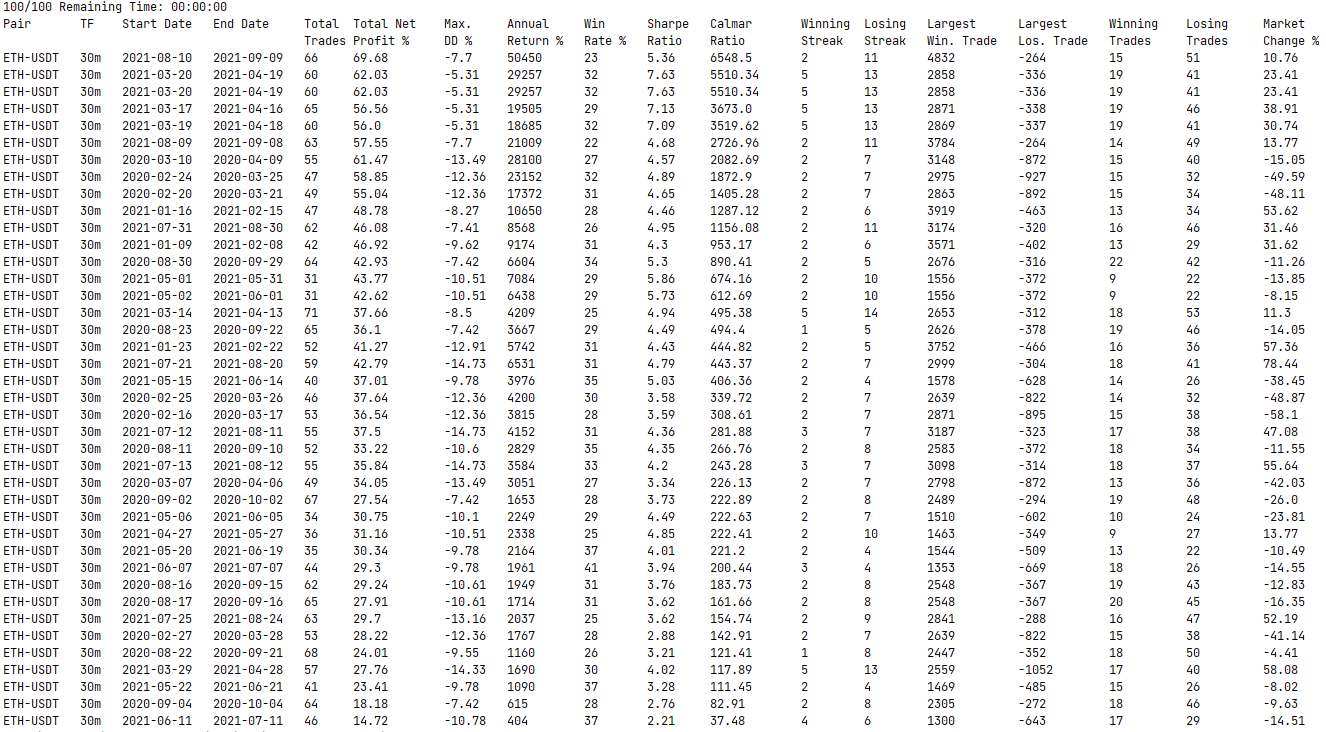 100/100 Remaining Time: 00:00:00
Pair TF Start Date End Date Total Total Net Max. Annual Win Sharpe Calmar Winning Losing Largest Largest Winning Losing Market
Trades Profit % DD % Return % Rate % Ratio Ratio Streak Streak Win. Trade Los. Trade Trades Trades Change %
ETH-USDT 30m 2021-08-10 2021-09-09 66 69.68 -7.7 50450 23 5.36 6548.5 2 11 4832 -264 15 51 10.76
ETH-USDT 30m 2021-03-20 2021-04-19 60 62.03 -5.31 29257 32 7.63 5510.34 5 13 2858 -336 19 41 23.41
ETH-USDT 30m 2021-03-20 2021-04-19 60 62.03 -5.31 29257 32 7.63 5510.34 5 13 2858 -336 19 41 23.41
ETH-USDT 30m 2021-03-17 2021-04-16 65 56.56 -5.31 19505 29 7.13 3673.0 5 13 2871 -338 19 46 38.91
ETH-USDT 30m 2021-03-19 2021-04-18 60 56.0 -5.31 18685 32 7.09 3519.62 5 13 2869 -337 19 41 30.74
ETH-USDT 30m 2021-08-09 2021-09-08 63 57.55 -7.7 21009 22 4.68 2726.96 2 11 3784 -264 14 49 13.77
ETH-USDT 30m 2020-03-10 2020-04-09 55 61.47 -13.49 28100 27 4.57 2082.69 2 7 3148 -872 15 40 -15.05
ETH-USDT 30m 2020-02-24 2020-03-25 47 58.85 -12.36 23152 32 4.89 1872.9 2 7 2975 -927 15 32 -49.59
ETH-USDT 30m 2020-02-20 2020-03-21 49 55.04 -12.36 17372 31 4.65 1405.28 2 7 2863 -892 15 34 -48.11
ETH-USDT 30m 2021-01-16 2021-02-15 47 48.78 -8.27 10650 28 4.46 1287.12 2 6 3919 -463 13 34 53.62
ETH-USDT 30m 2021-07-31 2021-08-30 62 46.08 -7.41 8568 26 4.95 1156.08 2 11 3174 -320 16 46 31.46
ETH-USDT 30m 2021-01-09 2021-02-08 42 46.92 -9.62 9174 31 4.3 953.17 2 6 3571 -402 13 29 31.62
ETH-USDT 30m 2020-08-30 2020-09-29 64 42.93 -7.42 6604 34 5.3 890.41 2 5 2676 -316 22 42 -11.26
ETH-USDT 30m 2021-05-01 2021-05-31 31 43.77 -10.51 7084 29 5.86 674.16 2 10 1556 -372 9 22 -13.85
ETH-USDT 30m 2021-05-02 2021-06-01 31 42.62 -10.51 6438 29 5.73 612.69 2 10 1556 -372 9 22 -8.15
ETH-USDT 30m 2021-03-14 2021-04-13 71 37.66 -8.5 4209 25 4.94 495.38 5 14 2653 -312 18 53 11.3
ETH-USDT 30m 2020-08-23 2020-09-22 65 36.1 -7.42 3667 29 4.49 494.4 1 5 2626 -378 19 46 -14.05
ETH-USDT 30m 2021-01-23 2021-02-22 52 41.27 -12.91 5742 31 4.43 444.82 2 5 3752 -466 16 36 57.36
ETH-USDT 30m 2021-07-21 2021-08-20 59 42.79 -14.73 6531 31 4.79 443.37 2 7 2999 -304 18 41 78.44
ETH-USDT 30m 2021-05-15 2021-06-14 40 37.01 -9.78 3976 35 5.03 406.36 2 4 1578 -628 14 26 -38.45
ETH-USDT 30m 2020-02-25 2020-03-26 46 37.64 -12.36 4200 30 3.58 339.72 2 7 2639 -822 14 32 -48.87
ETH-USDT 30m 2020-02-16 2020-03-17 53 36.54 -12.36 3815 28 3.59 308.61 2 7 2871 -895 15 38 -58.1
ETH-USDT 30m 2021-07-12 2021-08-11 55 37.5 -14.73 4152 31 4.36 281.88 3 7 3187 -323 17 38 47.08
ETH-USDT 30m 2020-08-11 2020-09-10 52 33.22 -10.6 2829 35 4.35 266.76 2 8 2583 -372 18 34 -11.55
ETH-USDT 30m 2021-07-13 2021-08-12 55 35.84 -14.73 3584 33 4.2 243.28 3 7 3098 -314 18 37 55.64
ETH-USDT 30m 2020-03-07 2020-04-06 49 34.05 -13.49 3051 27 3.34 226.13 2 7 2798 -872 13 36 -42.03
ETH-USDT 30m 2020-09-02 2020-10-02 67 27.54 -7.42 1653 28 3.73 222.89 2 8 2489 -294 19 48 -26.0
ETH-USDT 30m 2021-05-06 2021-06-05 34 30.75 -10.1 2249 29 4.49 222.63 2 7 1510 -602 10 24 -23.81
ETH-USDT 30m 2021-04-27 2021-05-27 36 31.16 -10.51 2338 25 4.85 222.41 2 10 1463 -349 9 27 13.77
ETH-USDT 30m 2021-05-20 2021-06-19 35 30.34 -9.78 2164 37 4.01 221.2 2 4 1544 -509 13 22 -10.49
ETH-USDT 30m 2021-06-07 2021-07-07 44 29.3 -9.78 1961 41 3.94 200.44 3 4 1353 -669 18 26 -14.55
ETH-USDT 30m 2020-08-16 2020-09-15 62 29.24 -10.61 1949 31 3.76 183.73 2 8 2548 -367 19 43 -12.83
ETH-USDT 30m 2020-08-17 2020-09-16 65 27.91 -10.61 1714 31 3.62 161.66 2 8 2548 -367 20 45 -16.35
ETH-USDT 30m 2021-07-25 2021-08-24 63 29.7 -13.16 2037 25 3.62 154.74 2 9 2841 -288 16 47 52.19
ETH-USDT 30m 2020-02-27 2020-03-28 53 28.22 -12.36 1767 28 2.88 142.91 2 7 2639 -822 15 38 -41.14
ETH-USDT 30m 2020-08-22 2020-09-21 68 24.01 -9.55 1160 26 3.21 121.41 1 8 2447 -352 18 50 -4.41
ETH-USDT 30m 2021-03-29 2021-04-28 57 27.76 -14.33 1690 30 4.02 117.89 5 13 2559 -1052 17 40 58.08
ETH-USDT 30m 2021-05-22 2021-06-21 41 23.41 -9.78 1090 37 3.28 111.45 2 4 1469 -485 15 26 -8.02
ETH-USDT 30m 2020-09-04 2020-10-04 64 18.18 -7.42 615 28 2.76 82.91 2 8 2305 -272 18 46 -9.63
ETH-USDT 30m 2021-06-11 2021-07-11 46 14.72 -10.78 404 37 2.21 37.48 4 6 1300 -643 17 29 -14.51